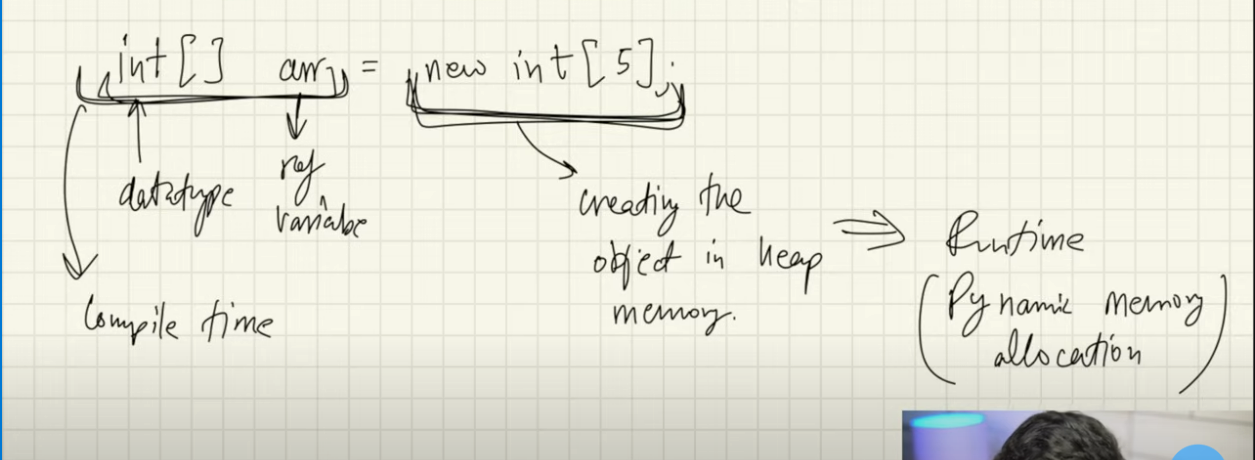 int[] arr = new int[5];
datatype
ref
variable
compile time
creating the
object in heap
memory.
Runtime
(Dynamic memory
allocation)